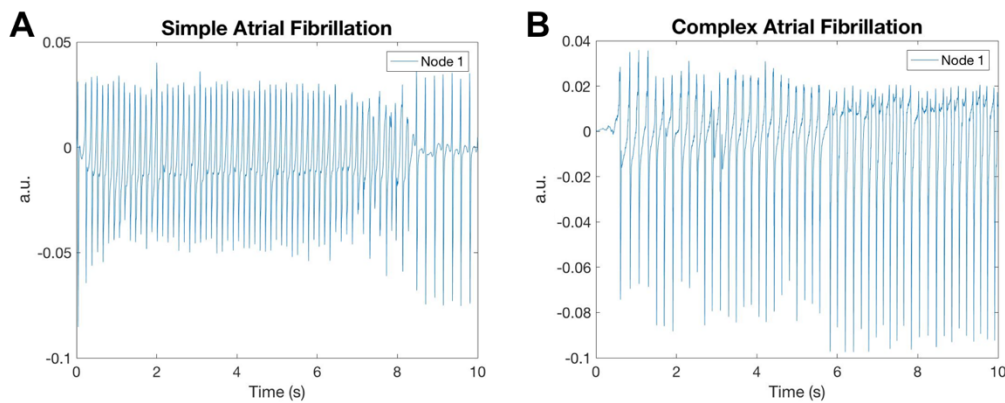 A
Simple Atrial Fibrillation
0.05
0
-0.05
-0.1
a.u.
Node 1
0 2 4 6 8 10
Time (s)
B
Complex Atrial Fibrillation
0.04
0.02
0
-0.02
-0.04
-0.06
-0.08
-0.1
a.u.
Node 1
0 2 4 6 8 10
Time (s)